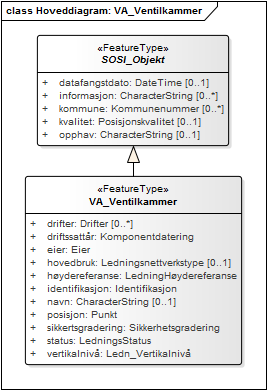 class Hoveddiagram: VA_Ventilkammer
«FeatureType»
SOSI_Objekt
+ datafangstdato: DateTime [0..1]
+ informasjon: CharacterString [0..*]
+ kommune: Kommunenummer [0..*]
+ kvalitet: Posisjonskvalitet [0..1]
+ opphav: CharacterString [0..1]
«FeatureType»
VA_Ventilkammer
+ drifter: Drifter [0..*]
+ driftssattår: Komponentdatering
+ eier: Eier
+ hovedbruk: Ledningsnettverkstype [0..1]
+ høydereferanse: LedningHøydereferanse
+ identifikasjon: Identifikasjon
+ navn: CharacterString [0..1]
+ posisjon: Punkt
+ sikkertsgradering: Sikkerhetsgradering
+ status: LedningsStatus
+ vertikalnivå: Ledn_Vertikalnivå